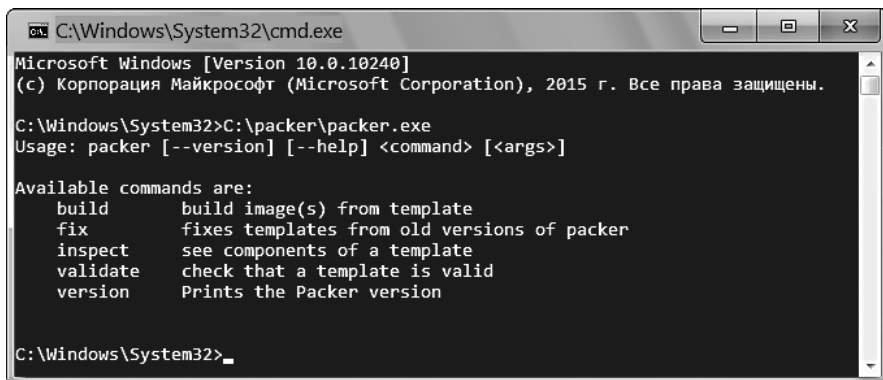 C:\Windows\System32\cmd.exe
Microsoft Windows [Version 10.0.10240]
(c) Корпорация Майкрософт (Microsoft Corporation), 2015 г. Все права защищены.
C:\Windows\System32>C:\packer\packer.exe
Usage: packer [--version] [--help] <command> [<args>]
Available commands are:
build build image(s) from template
fix fixes templates from old versions of packer
inspect see components of a template
validate check that a template is valid
version Prints the Packer version
C:\Windows\System32>_